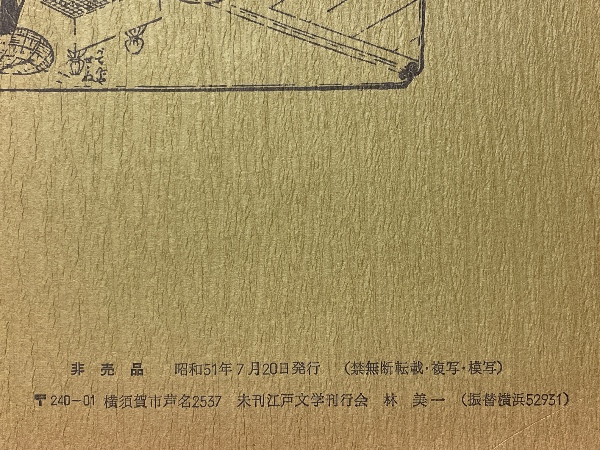 非売品 昭和51年7月20日発行 (禁無断転載・複写・模写)
〒240-01 横須賀市芦名2537 未刊江戸文学刊行会 林 美一 (振替横浜52931)